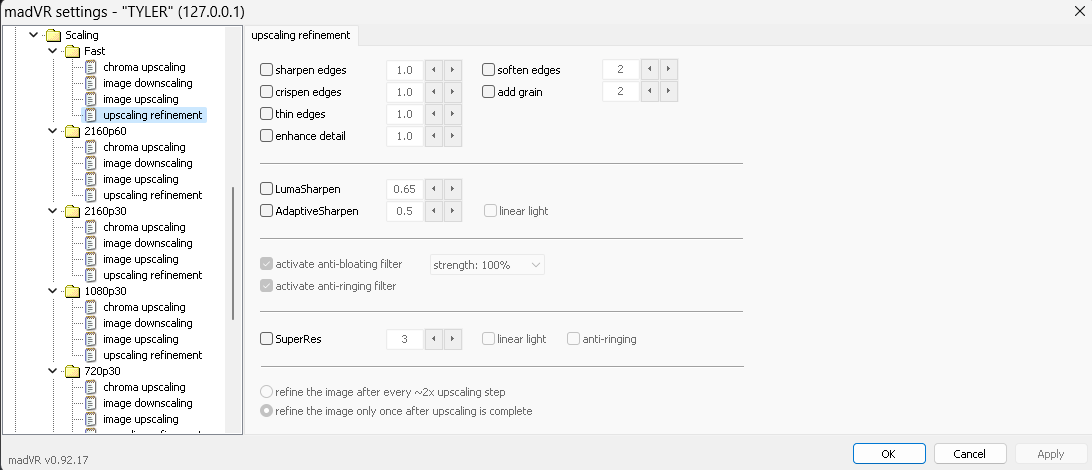 madVR settings - "TYLER" (127.0.0.1)
Scaling
Fast
chroma upscaling
image downscaling
image upscaling
upscaling refinement
2160p60
chroma upscaling
image downscaling
image upscaling
upscaling refinement
2160p30
chroma upscaling
image downscaling
image upscaling
upscaling refinement
1080p30
chroma upscaling
image downscaling
image upscaling
upscaling refinement
720p30
chroma upscaling
image downscaling
image upscaling
upscaling refinement
sharpen edges 1.0 soften edges 2
crispen edges 1.0 add grain 2
thin edges 1.0
enhance detail 1.0
LumaSharpen 0.65
AdaptiveSharpen 0.5 linear light
activate anti-bloating filter strength: 100%
activate anti-ringing filter
SuperRes 3 linear light anti-ringing
refine the image after every ~2x upscaling step
refine the image only once after upscaling is complete
madVR v0.92.17
OK Cancel Apply